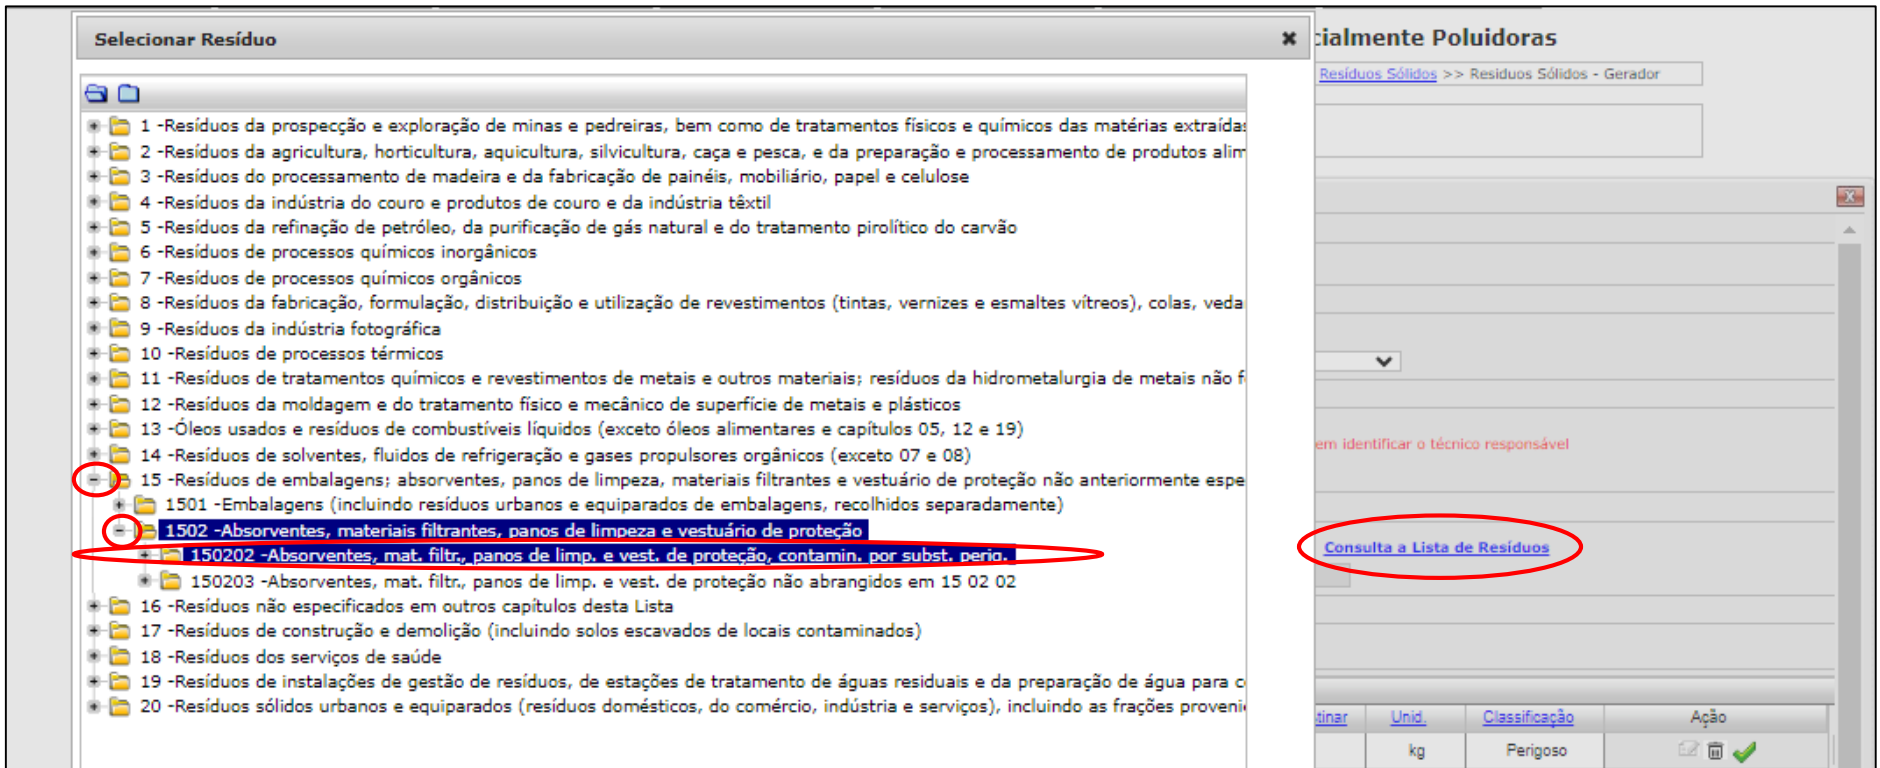 Selecionar Resíduo
cialmente Poluidoras
Resíduos Sólidos >> Residuos Sólidos - Gerador
1 -Resíduos da prospecção e exploração de minas e pedreiras, bem como de tratamentos físicos e químicos das matérias extraídas
2 -Resíduos da agricultura, horticultura, aquicultura, silvicultura, caça e pesca, e da preparação e processamento de produtos alim
3 -Resíduos do processamento de madeira e da fabricação de painéis, mobiliário, papel e celulose
4 -Resíduos da indústria do couro e produtos de couro e da indústria têxtil
5 -Resíduos da refinação de petróleo, da purificação de gás natural e do tratamento pirolítico do carvão
6 -Resíduos de processos químicos inorgânicos
7 -Resíduos de processos químicos orgânicos
8 -Resíduos da fabricação, formulação, distribuição e utilização de revestimentos (tintas, vernizes e esmaltes vítreos), colas, veda
9 -Resíduos da indústria fotográfica
10 -Resíduos de processos térmicos
11 -Resíduos de tratamentos químicos e revestimentos de metais e outros materiais; resíduos da hidrometalurgia de metais não f
12 -Resíduos da moldagem e do tratamento físico e mecânico de superfície de metais e plásticos
13 -Óleos usados e resíduos de combustíveis líquidos (exceto óleos alimentares e capítulos 05, 12 e 19)
14 -Resíduos de solventes, fluidos de refrigeração e gases propulsores orgânicos (exceto 07 e 08)
15 -Resíduos de embalagens; absorventes, panos de limpeza, materiais filtrantes e vestuário de proteção não anteriormente espe
1501 -Embalagens (incluindo resíduos urbanos e equiparados de embalagens, recolhidos separadamente)
1502 -Absorventes, materiais filtrantes, panos de limpeza e vestuário de proteção
150202 -Absorventes, mat. filtr., panos de limp. e vest. de proteção, contamin. por subst. perig.
150203 -Absorventes, mat. filtr., panos de limp. e vest. de proteção não abrangidos em 15 02 02
16 -Resíduos não especificados em outros capítulos desta Lista
17 -Resíduos de construção e demolição (incluindo solos escavados de locais contaminados)
18 -Resíduos dos serviços de saúde
19 -Resíduos de instalações de gestão de resíduos, de estações de tratamento de águas residuais e da preparação de água para c
20 -Resíduos sólidos urbanos e equiparados (resíduos domésticos, do comércio, indústria e serviços), incluindo as frações proveni
em identificar o técnico responsável
Consulta a Lista de Resíduos
tinar Unid. Classificação Ação
kg Perigoso